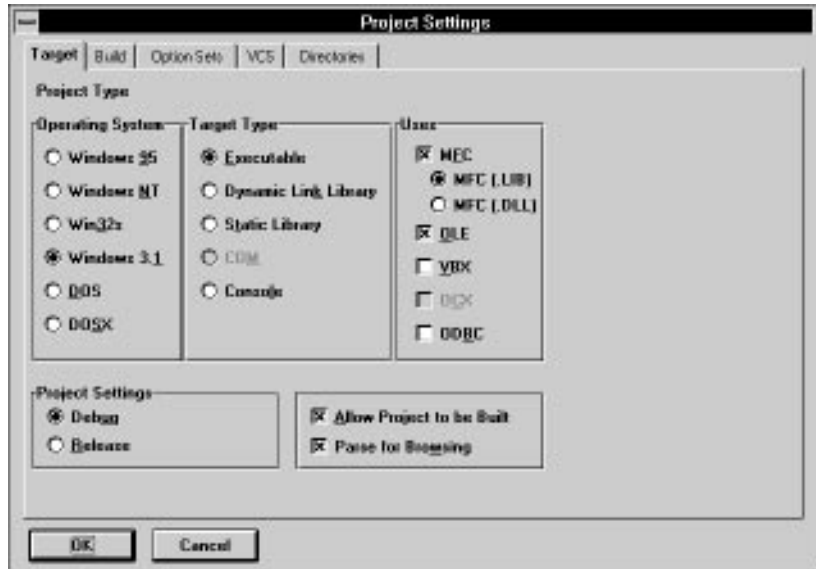 Project Settings
Target Build Option Sets VCS Directories
Project Type
Operating System
Windows 95
Windows NT
Win32s
Windows 3.1
DOS
DOSX
Target Type
Executable
Dynamic Link Library
Static Library
COM
Console
Uses
MFC
MFC (.LIB)
MFC (.DLL)
OLE
VBX
OCX
ODBC
Project Settings
Debug
Release
Allow Project to be Built
Parse for Browsing
OK Cancel